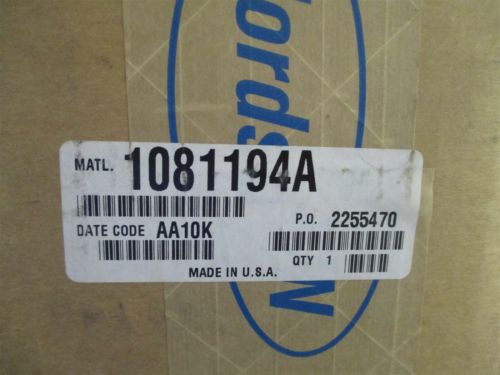 MATL. 1081194A
DATE CODE AA10K
P.O. 2255470
QTY 1
MADE IN U.S.A.